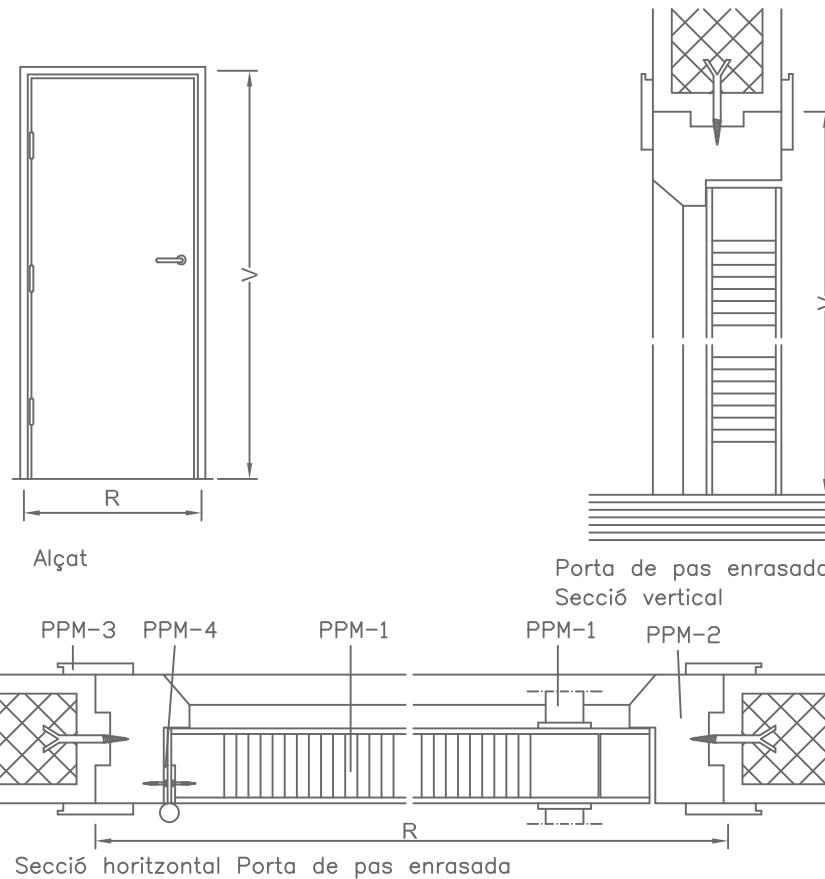 V
R
Alçat
V
Porta de pas enrasada
Secció vertical
PPM-3 PPM-4 PPM-1 PPM-1 PPM-2
R
Secció horitzontal Porta de pas enrasada